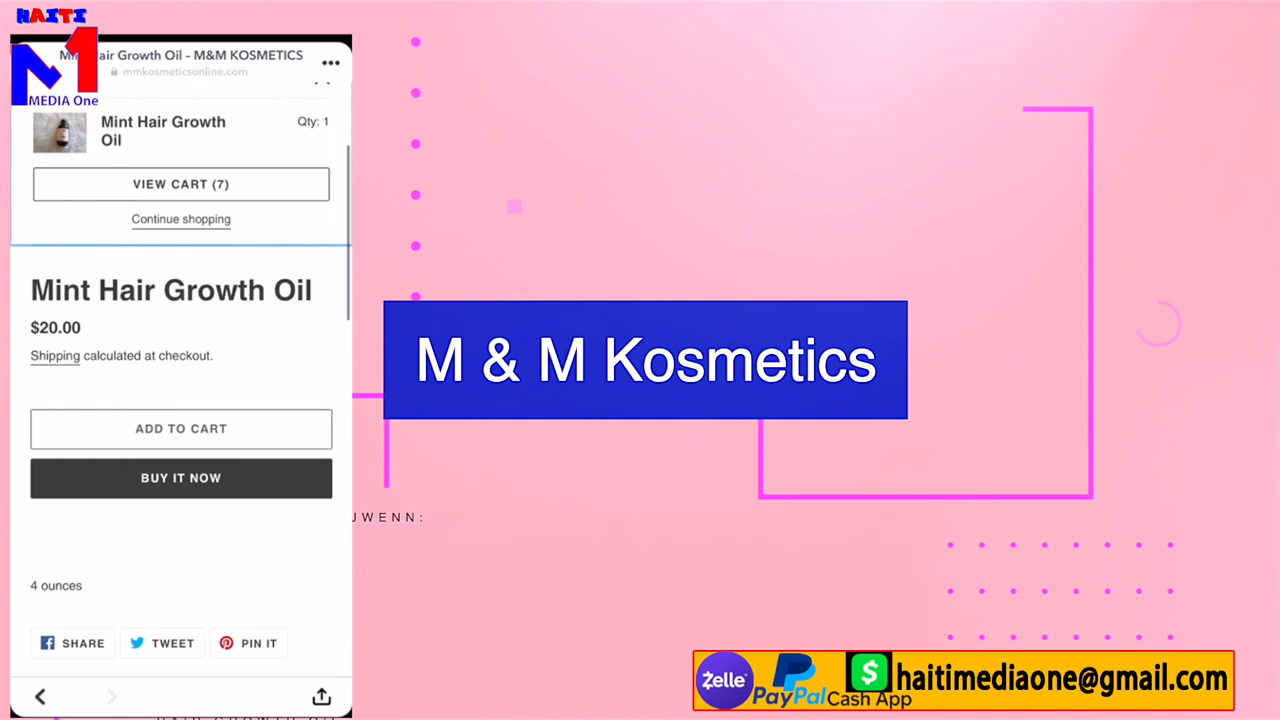 HAITI
M1
MEDIA One
Hair Growth Oil - M&M KOSMETICS
mmkosmeticsonline.com
Mint Hair Growth
Oil
Qty: 1
VIEW CART (7)
Continue shopping
Mint Hair Growth Oil
$20.00
Shipping calculated at checkout.
ADD TO CART
BUY IT NOW
4 ounces
SHARE
TWEET
PIN IT
M & M Kosmetics
JWENN:
Zelle
PayPal
$
Cash App
haitimediaone@gmail.com